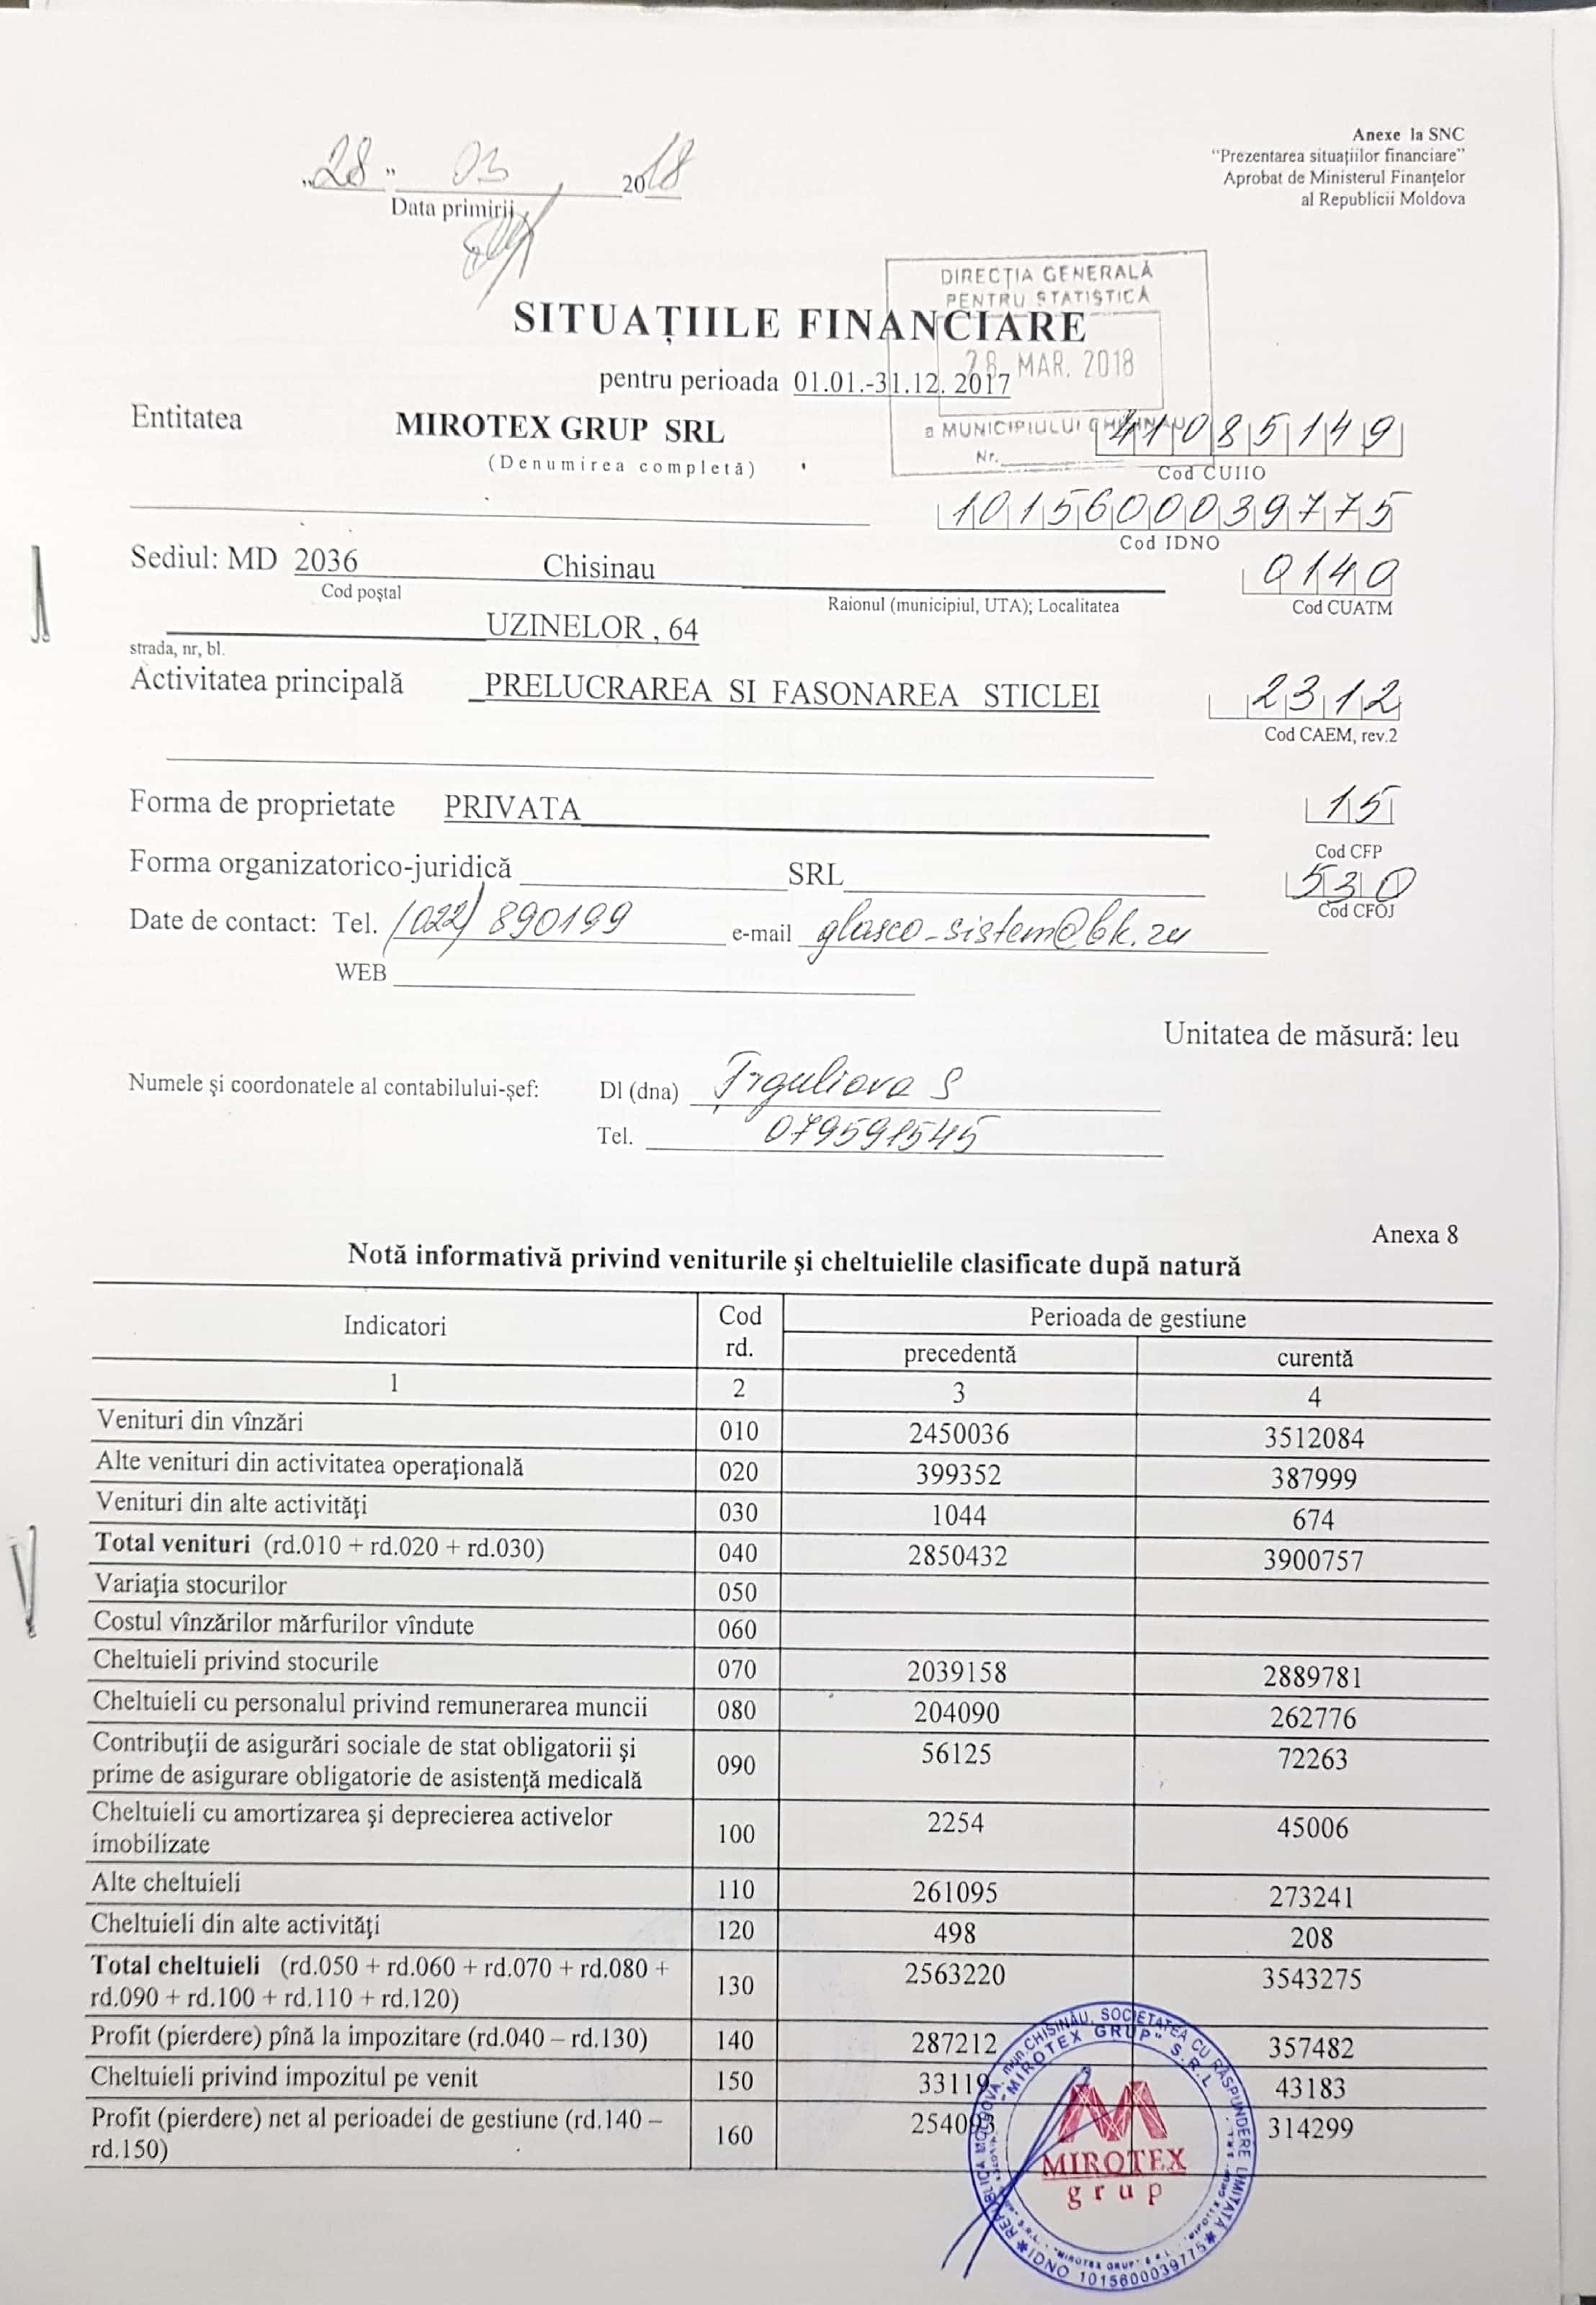 Anexe la SNC
"Prezentarea situațiilor financiare"
Aprobat de Ministerul Finanțelor
al Republicii Moldova
„28" 03 2018
Data primirii
DIRECȚIA GENERALĂ
PENTRU STATISTICĂ
28. MAR. 2018
a MUNICIPIULUI CHIȘINAU
Nr.
SITUAȚIILE FINANCIARE
pentru perioada 01.01.-31.12. 2017
Entitatea MIROTEX GRUP SRL 41085149
(Denumirea completă) Cod CUIIO
1015600039775
Cod IDNO
Sediul: MD 2036 Chisinau 0140
Cod poștal Raionul (municipiul, UTA); Localitatea Cod CUATM
UZINELOR , 64
strada, nr, bl.
Activitatea principală PRELUCRAREA SI FASONAREA STICLEI 2312
Cod CAEM, rev.2
Forma de proprietate PRIVATA 15
Cod CFP
Forma organizatorico-juridică SRL 530
Cod CFOJ
Date de contact: Tel. (022) 890199 e-mail glasco-sistem@bk.ru
WEB
Unitatea de măsură: leu
Numele și coordonatele al contabilului-șef: Dl (dna) Țrguliova S
Tel. 079591545
Anexa 8
Notă informativă privind veniturile și cheltuielile clasificate după natură
Indicatori Cod rd. Perioada de gestiune
precedentă curentă
1 2 3 4
Venituri din vînzări 010 2450036 3512084
Alte venituri din activitatea operațională 020 399352 387999
Venituri din alte activități 030 1044 674
Total venituri (rd.010 + rd.020 + rd.030) 040 2850432 3900757
Variația stocurilor 050
Costul vînzărilor mărfurilor vîndute 060
Cheltuieli privind stocurile 070 2039158 2889781
Cheltuieli cu personalul privind remunerarea muncii 080 204090 262776
Contribuții de asigurări sociale de stat obligatorii și
prime de asigurare obligatorie de asistență medicală 090 56125 72263
Cheltuieli cu amortizarea și deprecierea activelor
imobilizate 100 2254 45006
Alte cheltuieli 110 261095 273241
Cheltuieli din alte activități 120 498 208
Total cheltuieli (rd.050 + rd.060 + rd.070 + rd.080 +
rd.090 + rd.100 + rd.110 + rd.120) 130 2563220 3543275
Profit (pierdere) pînă la impozitare (rd.040 – rd.130) 140 287212 357482
Cheltuieli privind impozitul pe venit 150 33119 43183
Profit (pierdere) net al perioadei de gestiune (rd.140 –
rd.150) 160 254093 314299
REPUBLICA MOLDOVA, mun.CHISINĂU, SOCIETATEA CU RĂSPUNDERE LIMITATĂ
"MIROTEX GRUP" S.R.L.
MIROTEX
grup
IDNO 1015600039775